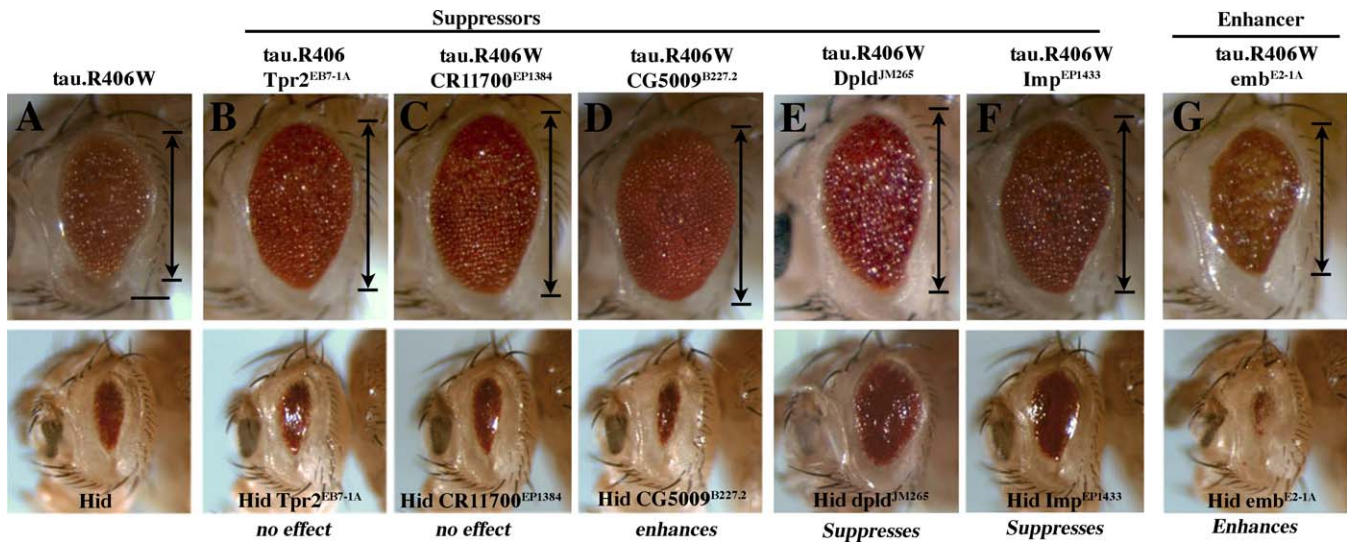 Suppressors
Enhancer
tau.R406W
tau.R406
Tpr2EB7-1A
tau.R406W
CR11700EP1384
tau.R406W
CG5009B227.2
tau.R406W
DpldJM265
tau.R406W
ImpEP1433
tau.R406W
embE2-1A
A
B
C
D
E
F
G
Hid
Hid Tpr2EB7-1A
Hid CR11700EP1384
Hid CG5009B227.2
Hid dpldJM265
Hid ImpEP1433
Hid embE2-1A
no effect
no effect
enhances
Suppresses
Suppresses
Enhances